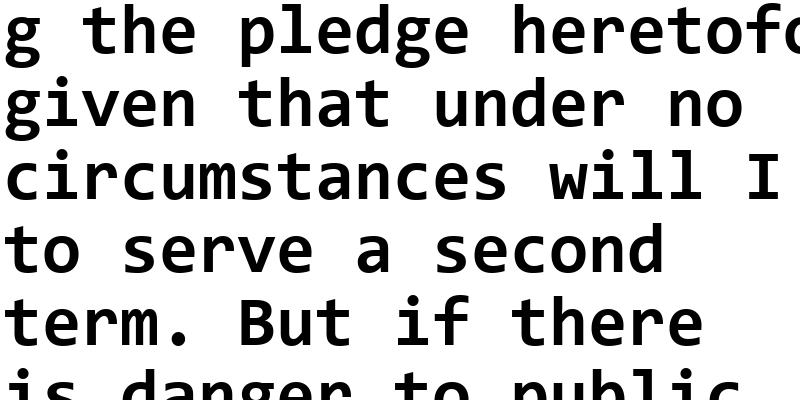 g the pledge heretofo
given that under no
circumstances will I
to serve a second
term. But if there
is danger to public